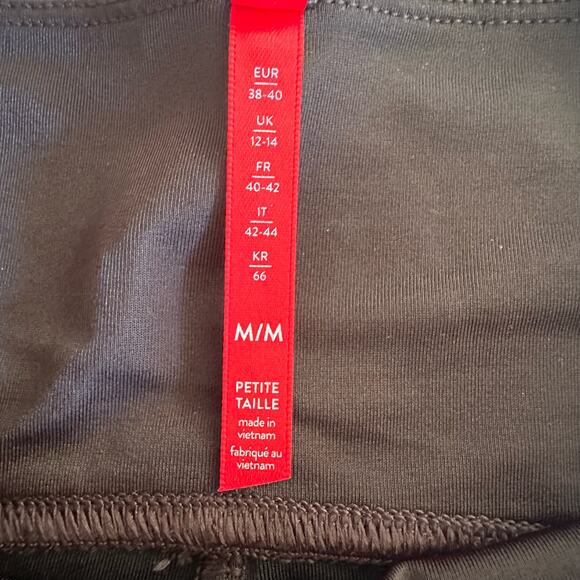 EUR
38-40
UK
12-14
FR
40-42
IT
42-44
KR
66
M/M
PETITE
TAILLE
made in
vietnam
fabriqué au
vietnam